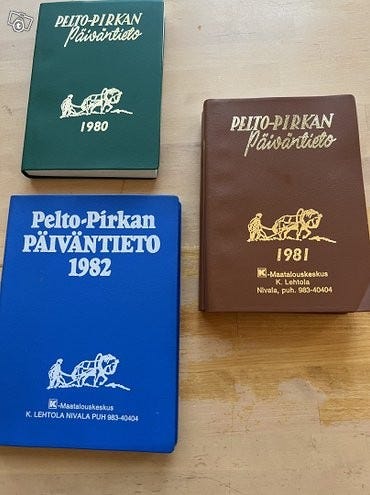 PELTO-PIRKAN
Päiväntieto
1980
PELTO-PIRKAN
Päiväntieto
1981
K-Maatalouskeskus
K. Lehtola
Nivala, puh. 983-40404
Pelto-Pirkan
PÄIVÄNTIETO
1982
K-Maatalouskeskus
K. LEHTOLA NIVALA PUH 983-40404